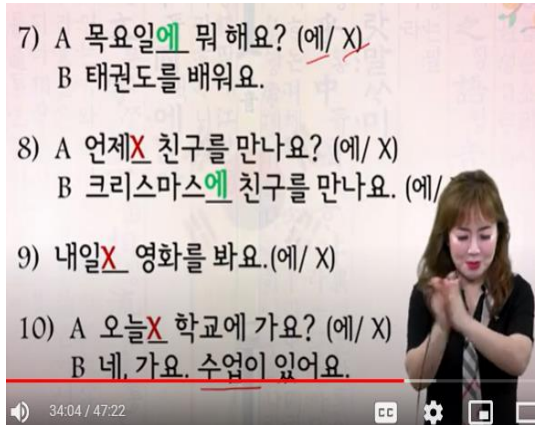 7) A 목요일에 뭐 해요? (에/ X)
B 태권도를 배워요.
8) A 언제X 친구를 만나요? (에/ X)
B 크리스마스에 친구를 만나요. (에/
9) 내일X 영화를 봐요.(에/ X)
10) A 오늘X 학교에 가요? (에/ X)
B 네, 가요. 수업이 있어요.
34:04 / 47:22
CC